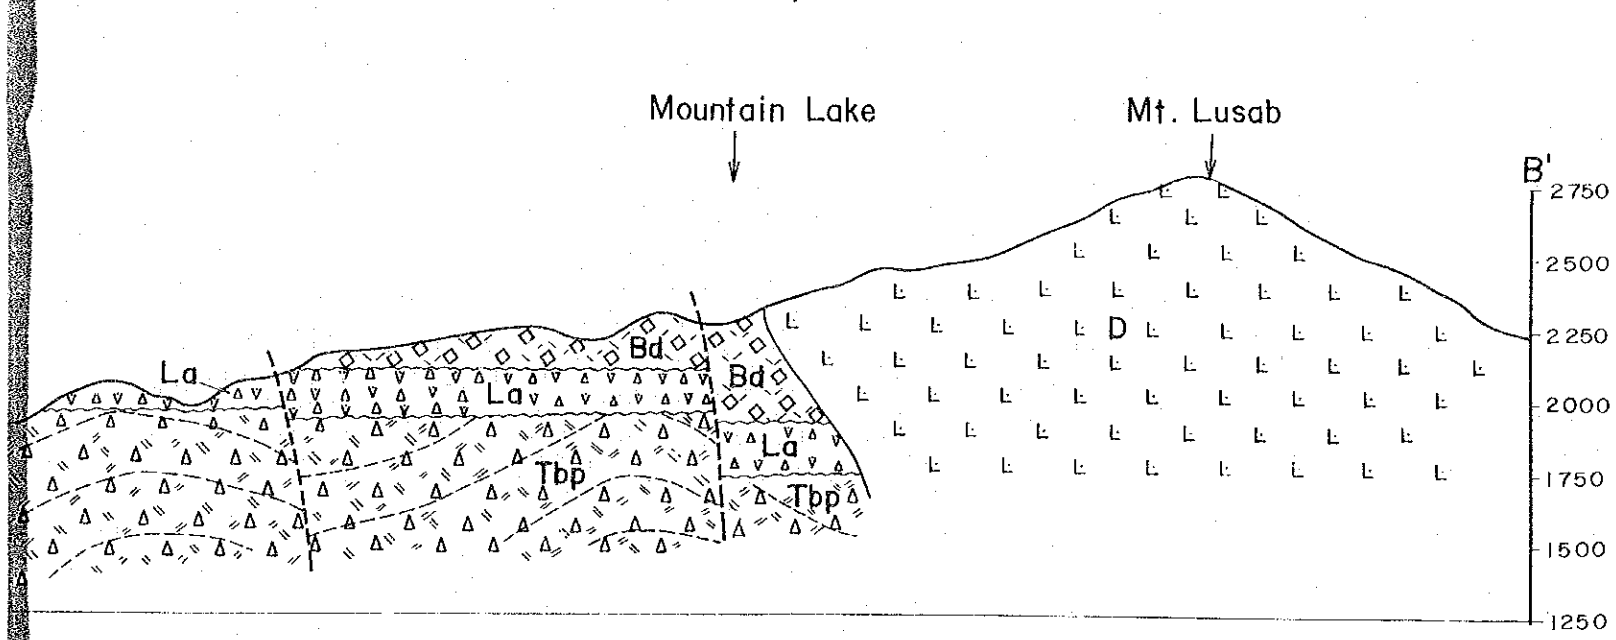 Mountain Lake
Mt. Lusab
B'
2750
2500
2250
2000
1750
1500
1250
La
Bd
Bd
D
La
La
Tbp
Tbp